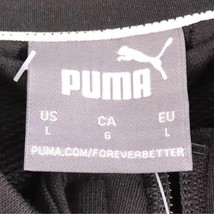 PUMA
US CA EU
L G L
PUMA.COM/FOREVERBETTER